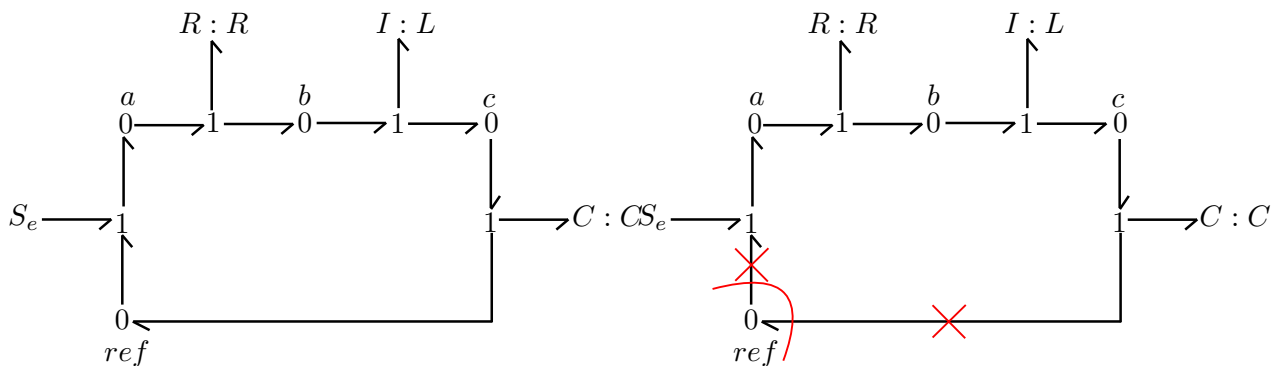 R : R I : L R : R I : L
a b c a b c
0 1 0 1 0 0 1 0 1 0
S_e 1 1 C : C S_e 1 1 C : C
0 0
ref ref